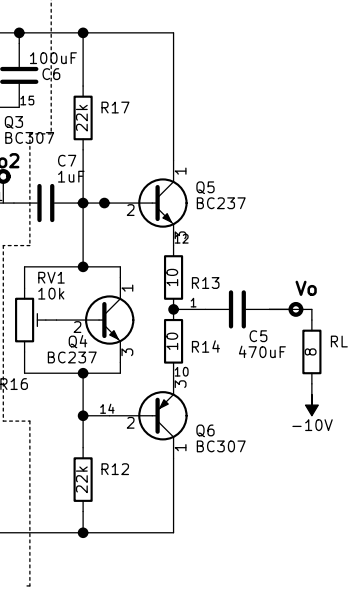 100uF
C6
15
22k
R17
Q3
BC307
o2
C7
1uF
1
2
Q5
BC237
3
12
RV1
10k
1
10
R13
Vo
1
2
Q4
BC237
3
10
R14
C5
470uF
8
RL
R16
10
3
-10V
14
2
Q6
BC307
1
22k
R12